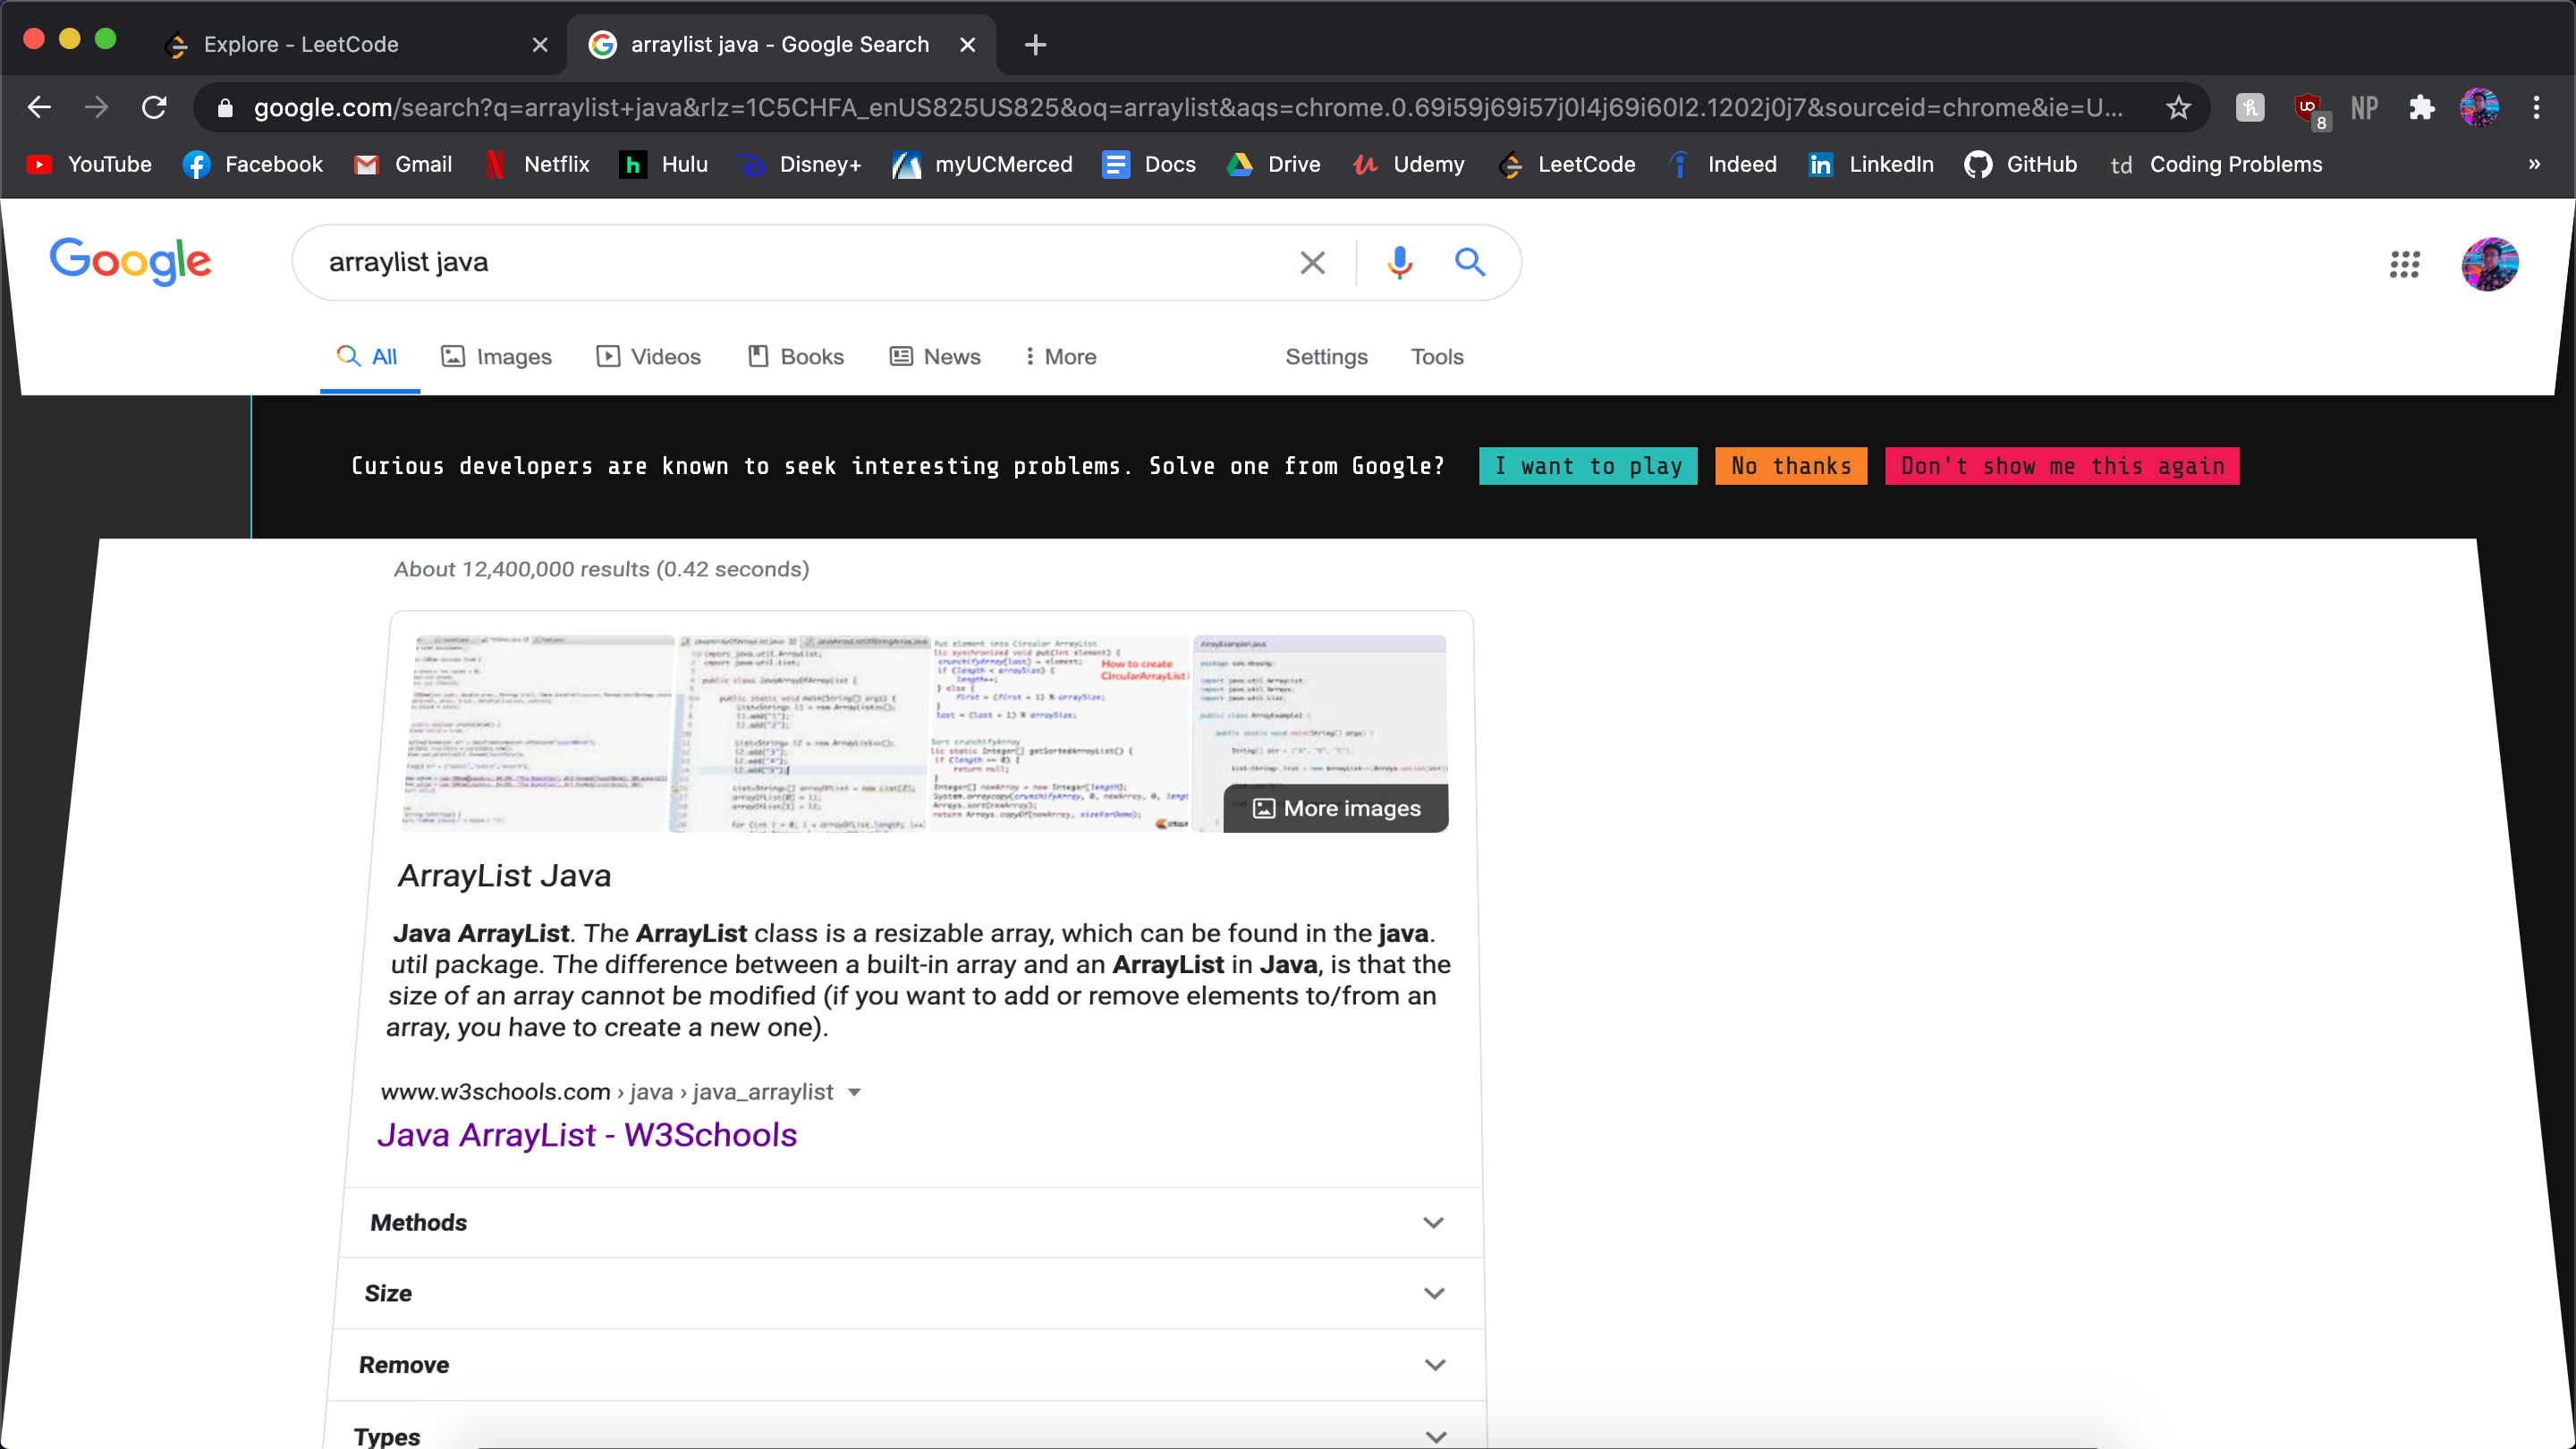 Explore - LeetCode
arraylist java - Google Search
google.com/search?q=arraylist+java&rlz=1C5CHFA_enUS825US825&oq=arraylist&aqs=chrome.0.69i59j69i57j0l4j69i60l2.1202j0j7&sourceid=chrome&ie=U...
8
NP
YouTube Facebook Gmail Netflix Hulu Disney+ myUCMerced Docs Drive Udemy LeetCode Indeed LinkedIn GitHub td Coding Problems »
Google
arraylist java
All Images Videos Books News More Settings Tools
Curious developers are known to seek interesting problems. Solve one from Google? I want to play No thanks Don't show me this again
About 12,400,000 results (0.42 seconds)
How to create
CircularArrayList
More images
ArrayList Java
Java ArrayList. The ArrayList class is a resizable array, which can be found in the java.
util package. The difference between a built-in array and an ArrayList in Java, is that the
size of an array cannot be modified (if you want to add or remove elements to/from an
array, you have to create a new one).
www.w3schools.com › java › java_arraylist
Java ArrayList - W3Schools
Methods
Size
Remove
Types